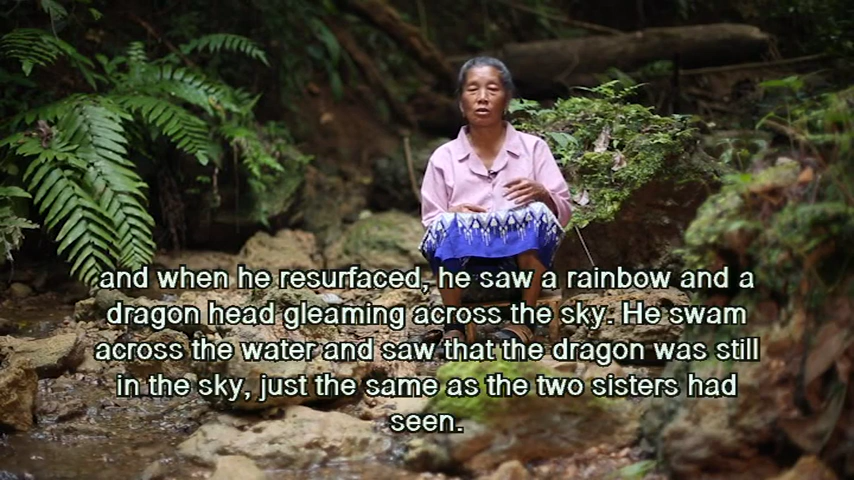 and when he resurfaced, he saw a rainbow and a
dragon head gleaming across the sky. He swam
across the water and saw that the dragon was still
in the sky, just the same as the two sisters had
seen.